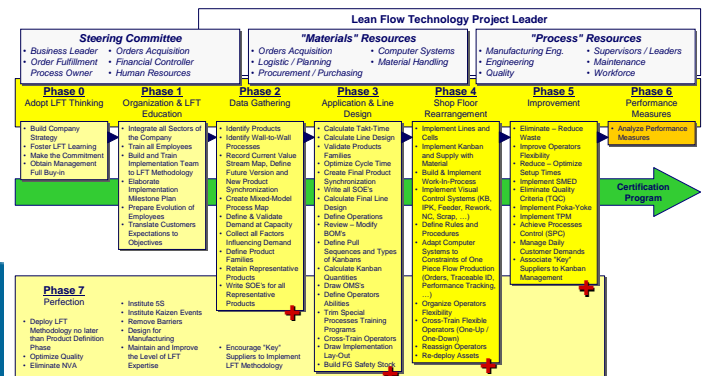 Lean Flow Technology Project Leader
Steering Committee
• Business Leader
• Order Fulfillment
Process Owner
• Orders Acquisition
• Financial Controller
• Human Resources
"Materials" Resources
• Orders Acquisition
• Logistic / Planning
• Procurement / Purchasing
• Computer Systems
• Material Handling
"Process" Resources
• Manufacturing Eng.
• Engineering
• Quality
• Supervisors / Leaders
• Maintenance
• Workforce
Phase 0
Adopt LFT Thinking
• Build Company
Strategy
• Foster LFT Learning
• Make the Commitment
• Obtain Management
Full Buy-in
Phase 1
Organization & LFT
Education
• Integrate all Sectors of
the Company
• Train all Employees
• Build and Train
Implementation Team
to LFT Methodology
• Elaborate
Implementation
Milestone Plan
• Prepare Evolution of
Employees
• Translate Customers
Expectations to
Objectives
Phase 2
Data Gathering
• Identify Products
• Identify Wall-to-Wall
Processes
• Record Current Value
Stream Map, Define
Future Version and
New Product
Synchronization
• Create Mixed-Model
Process Map
• Define & Validate
Demand at Capacity
• Collect all Factors
Influencing Demand
• Define Product
Families
• Retain Representative
Products
• Write SOE's for all
Representative
Products
Phase 3
Application & Line
Design
• Calculate Takt-Time
• Calculate Line Design
• Validate Products
Families
• Optimize Cycle Time
• Create Final Product
Synchronization
• Write all SOE's
• Calculate Final Line
Design
• Define Operations
• Review – Modify
BOM's
• Define Pull
Sequences and Types
of Kanbans
• Calculate Kanban
Quantities
• Draw OMS's
• Define Operators
Abilities
• Trim Special
Processes Training
Programs
• Cross-Train Operators
• Draw Implementation
Lay-Out
• Build FG Safety Stock
Phase 4
Shop Floor
Rearrangement
• Implement Lines and
Cells
• Implement Kanban
and Supply with
Material
• Build & Implement
Work-In-Process
• Implement Visual
Control Systems (KB,
IPK, Feeder, Rework,
NC, Scrap, …)
• Define Rules and
Procedures
• Adapt Computer
Systems to
Constraints of One
Piece Flow Production
(Orders, Traceable ID,
Performance Tracking,
…)
• Organize Operators
Flexibility
• Cross-Train Flexible
Operators (One-Up /
One-Down)
• Reassign Operators
• Re-deploy Assets
Phase 5
Improvement
• Eliminate – Reduce
Waste
• Improve Operators
Flexibility
• Reduce – Optimize
Setup Times
• Implement SMED
• Eliminate Quality
Criteria (TQC)
• Implement Poka-Yoke
• Implement TPM
• Achieve Processes
Control (SPC)
• Manage Daily
Customer Demands
• Associate "Key"
Suppliers to Kanban
Management
Phase 6
Performance
Measures
• Analyze Performance
Measures
Certification
Program
Phase 7
Perfection
• Deploy LFT
Methodology no later
than Product Definition
Phase
• Optimize Quality
• Eliminate NVA
• Institute 5S
• Institute Kaizen Events
• Remove Barriers
• Design for
Manufacturing
• Maintain and Improve
the Level of LFT
Expertise
• Encourage "Key"
Suppliers to Implement
LFT Methodology